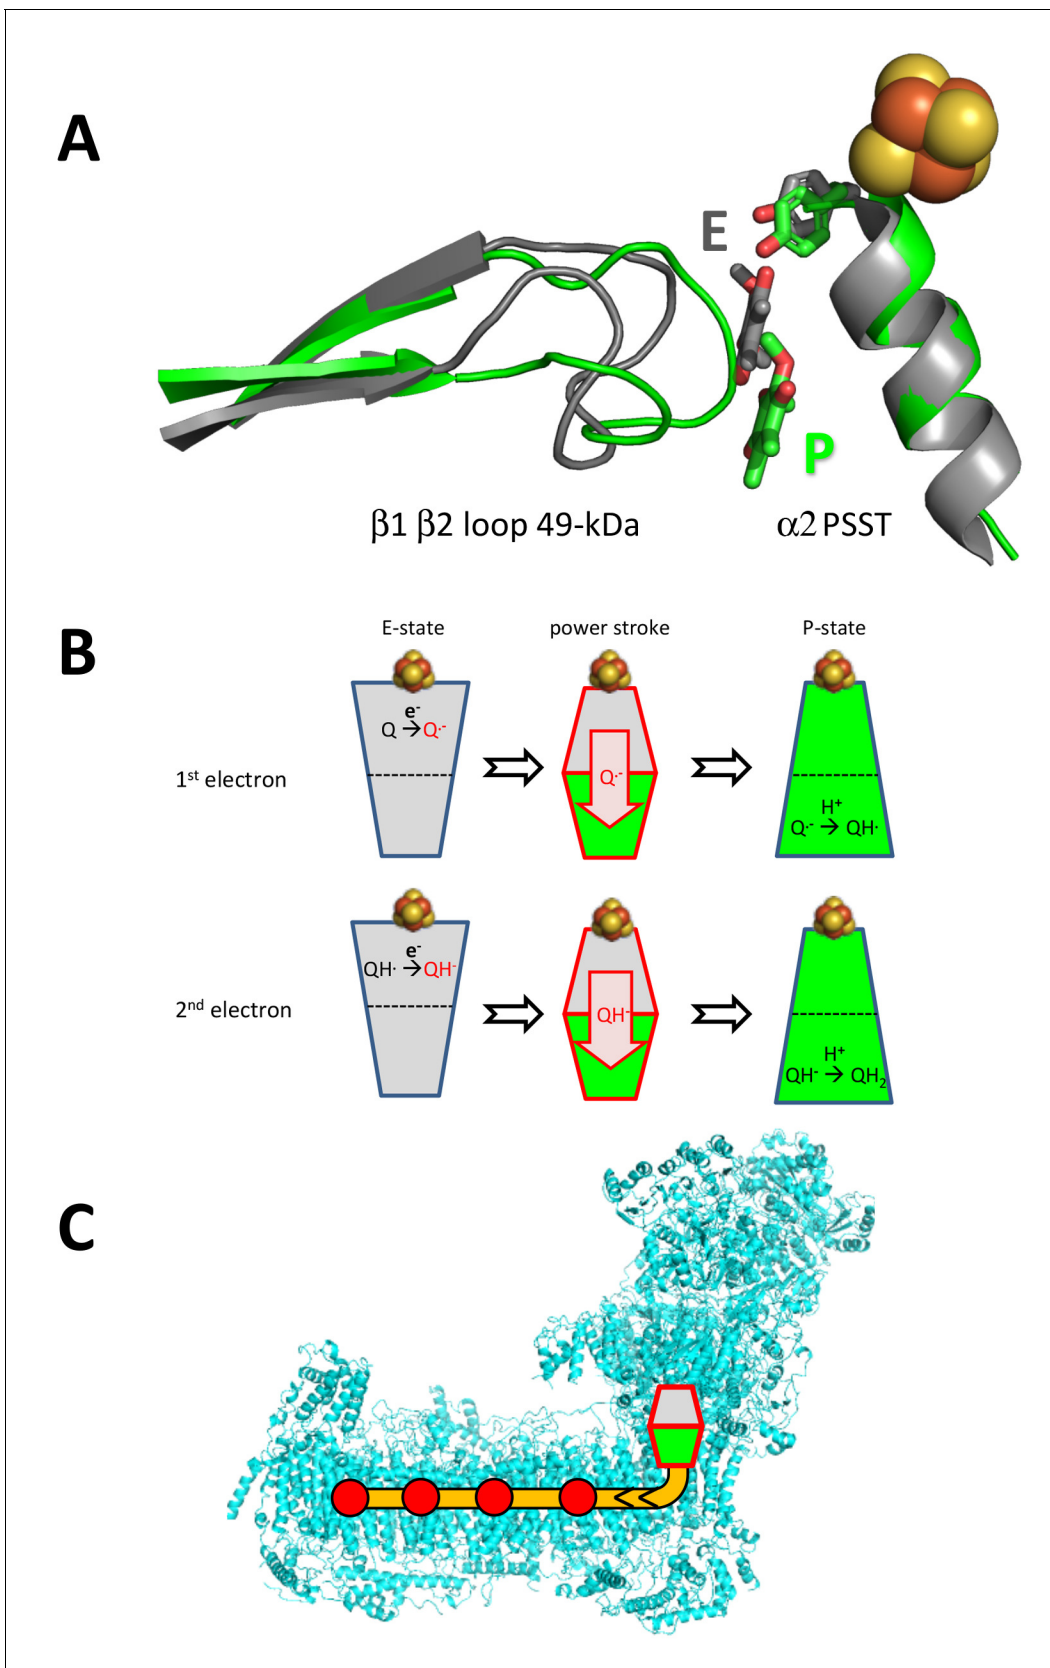 A
E
P
β1 β2 loop 49-kDa
α2 PSST
B
E-state
power stroke
P-state
1st electron
e-
Q → Q·-
Q·-
H+
Q·- → QH·
2nd electron
e-
QH· → QH-
QH-
H+
QH- → QH2
C